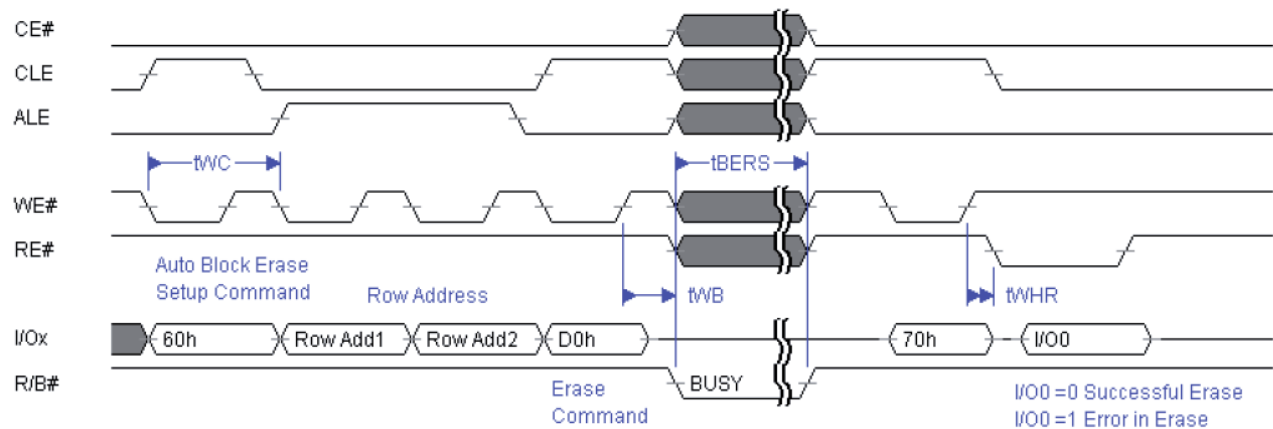 CE#
CLE
ALE
tWC
tBERS
WE#
RE#
Auto Block Erase
Setup Command
Row Address
tWB
tWHR
I/Ox
60h
Row Add1
Row Add2
D0h
70h
I/O0
R/B#
BUSY
Erase
Command
I/O0 =0 Successful Erase
I/O0 =1 Error in Erase